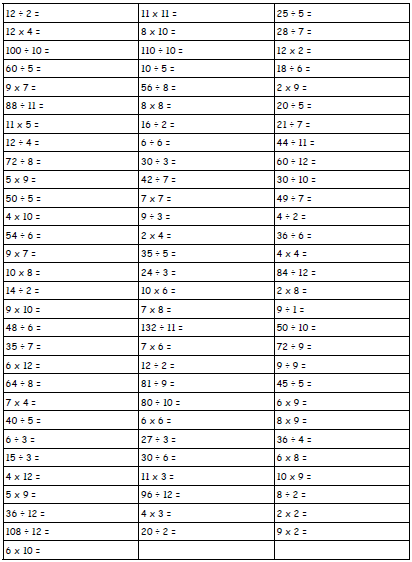 12 ÷ 2 = 11 x 11 = 25 ÷ 5 =
12 x 4 = 8 x 10 = 28 ÷ 7 =
100 ÷ 10 = 110 ÷ 10 = 12 x 2 =
60 ÷ 5 = 10 ÷ 5 = 18 ÷ 6 =
9 x 7 = 56 ÷ 8 = 2 x 9 =
88 ÷ 11 = 8 x 8 = 20 ÷ 5 =
11 x 5 = 16 ÷ 2 = 21 ÷ 7 =
12 ÷ 4 = 6 ÷ 6 = 44 ÷ 11 =
72 ÷ 8 = 30 ÷ 3 = 60 ÷ 12 =
5 x 9 = 42 ÷ 7 = 30 ÷ 10 =
50 ÷ 5 = 7 x 7 = 49 ÷ 7 =
4 x 10 = 9 ÷ 3 = 4 ÷ 2 =
54 ÷ 6 = 2 x 4 = 36 ÷ 6 =
9 x 7 = 35 ÷ 5 = 4 x 4 =
10 x 8 = 24 ÷ 3 = 84 ÷ 12 =
14 ÷ 2 = 10 x 6 = 2 x 8 =
9 x 10 = 7 x 8 = 9 ÷ 1 =
48 ÷ 6 = 132 ÷ 11 = 50 ÷ 10 =
35 ÷ 7 = 7 x 6 = 72 ÷ 9 =
6 x 12 = 12 ÷ 2 = 9 ÷ 9 =
64 ÷ 8 = 81 ÷ 9 = 45 ÷ 5 =
7 x 4 = 80 ÷ 10 = 6 x 9 =
40 ÷ 5 = 6 x 6 = 8 x 9 =
6 ÷ 3 = 27 ÷ 3 = 36 ÷ 4 =
15 ÷ 3 = 30 ÷ 6 = 6 x 8 =
4 x 12 = 11 x 3 = 10 x 9 =
5 x 9 = 96 ÷ 12 = 8 ÷ 2 =
36 ÷ 12 = 4 x 3 = 2 x 2 =
108 ÷ 12 = 20 ÷ 2 = 9 x 2 =
6 x 10 =